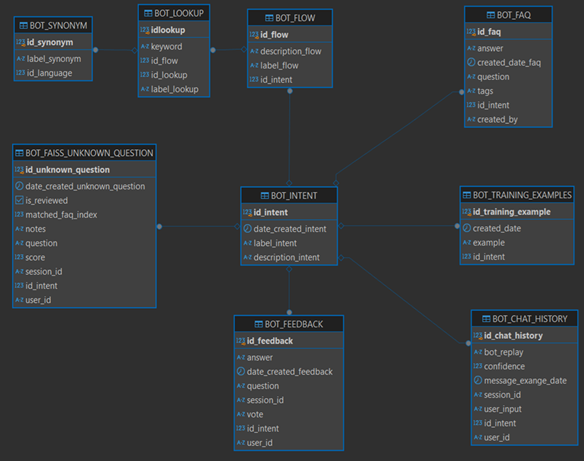 BOT_SYNONYM
id_synonym
label_synonym
id_language
BOT_LOOKUP
idlookup
keyword
id_flow
id_lookup
label_lookup
BOT_FLOW
id_flow
description_flow
label_flow
id_intent
BOT_FAQ
id_faq
answer
created_date_faq
question
tags
id_intent
created_by
BOT_FAISS_UNKNOWN_QUESTION
id_unknown_question
date_created_unknown_question
is_reviewed
matched_faq_index
notes
question
score
session_id
id_intent
user_id
BOT_INTENT
id_intent
date_created_intent
label_intent
description_intent
BOT_TRAINING_EXAMPLES
id_training_example
created_date
example
id_intent
BOT_FEEDBACK
id_feedback
answer
date_created_feedback
question
session_id
vote
id_intent
user_id
BOT_CHAT_HISTORY
id_chat_history
bot_replay
confidence
message_exange_date
session_id
user_input
id_intent
user_id